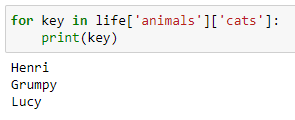 for key in life['animals']['cats']:
    print(key)
Henri
Grumpy
Lucy